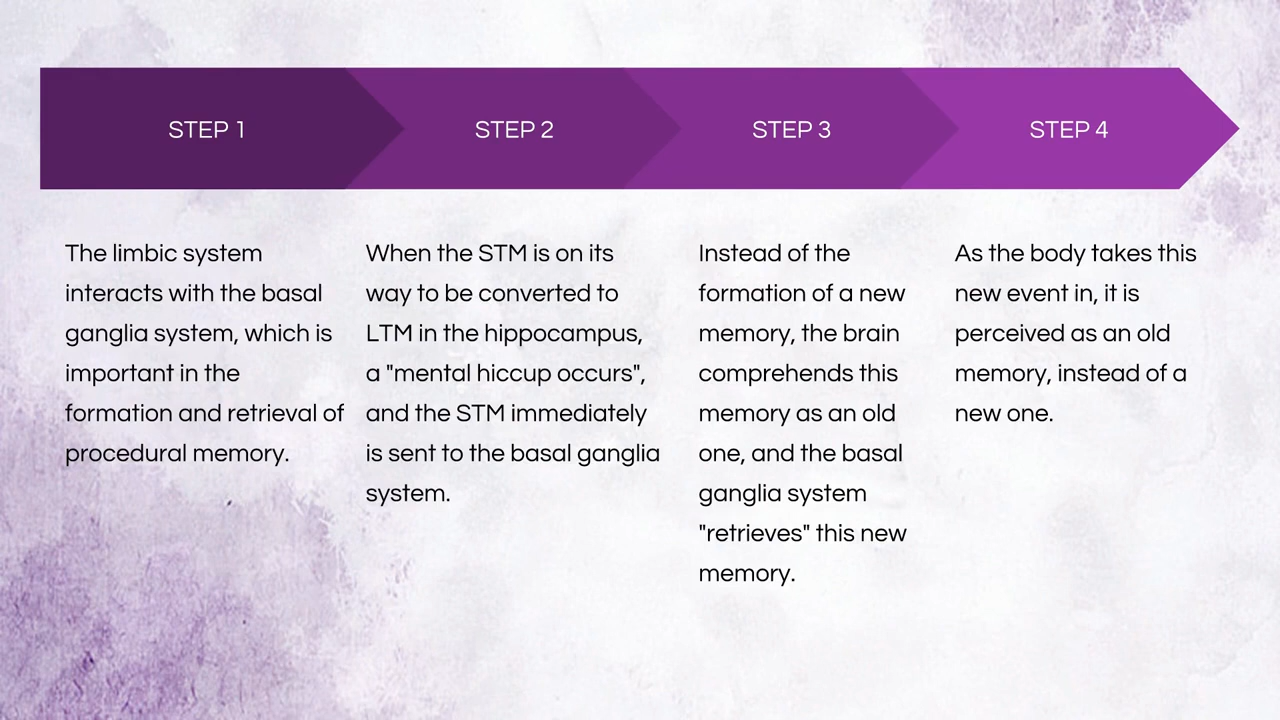 STEP 1
STEP 2
STEP 3
STEP 4
The limbic system
interacts with the basal
ganglia system, which is
important in the
formation and retrieval of
procedural memory.
When the STM is on its
way to be converted to
LTM in the hippocampus,
a "mental hiccup occurs",
and the STM immediately
is sent to the basal ganglia
system.
Instead of the
formation of a new
memory, the brain
comprehends this
memory as an old
one, and the basal
ganglia system
"retrieves" this new
memory.
As the body takes this
new event in, it is
perceived as an old
memory, instead of a
new one.